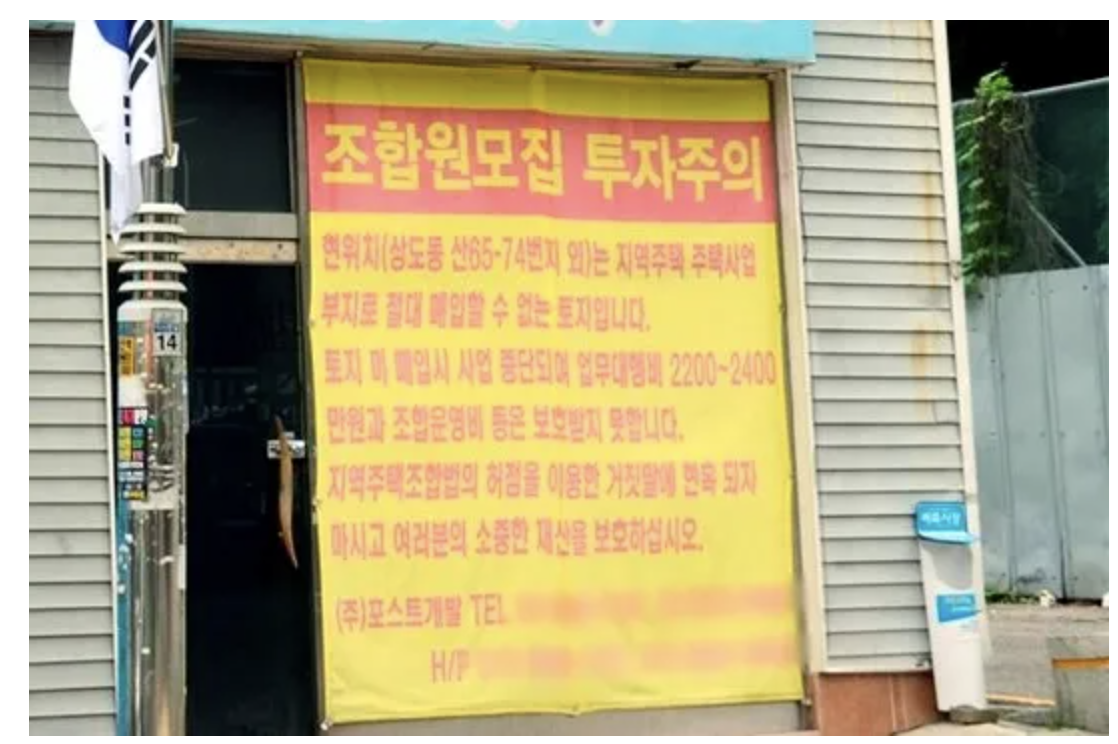 조합원모집 투자주의
현위치(상도동 산65-74번지 외)는 지역주택 주택사업
부지로 절대 매입할 수 없는 토지입니다.
토지 미 매입시 사업 중단되며 업무대행비 2200~2400
만원과 조합운영비 등은 보호받지 못합니다.
지역주택조합법의 허점을 이용한 거짓말에 현혹 되지
마시고 여러분의 소중한 재산을 보호하십시오.
(주)포스트개발 TEL
H/P
14